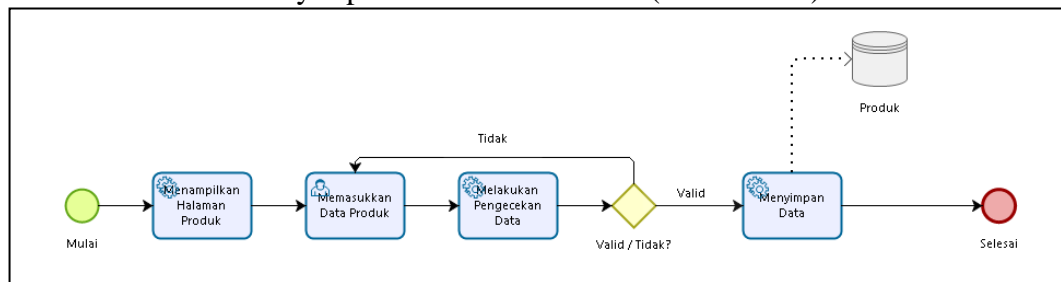 Produk
Tidak
Menampilkan
Halaman
Produk
Memasukkan
Data Produk
Melakukan
Pengecekan
Data
Valid
Menyimpan
Data
Mulai
Valid / Tidak?
Selesai